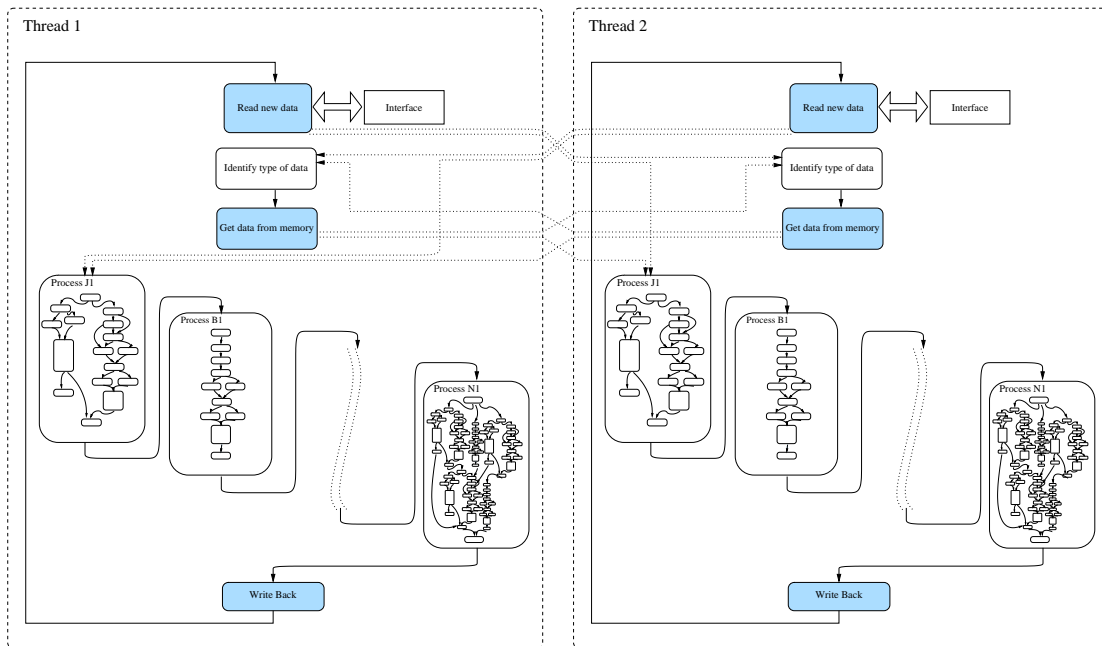 Thread 1
Read new data
Interface
Identify type of data
Get data from memory
Process J1
Process B1
Process N1
Write Back
Thread 2
Read new data
Interface
Identify type of data
Get data from memory
Process J1
Process B1
Process N1
Write Back